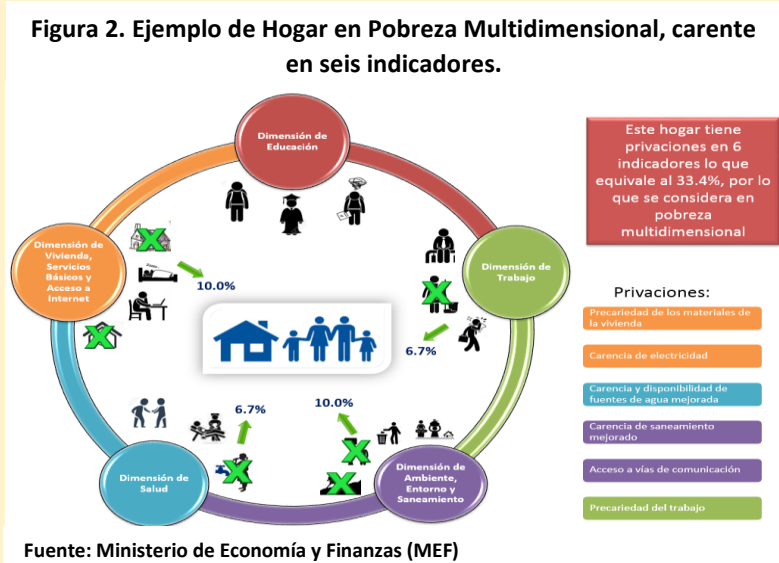 Figura 2. Ejemplo de Hogar en Pobreza Multidimensional, carente
en seis indicadores.
Dimensión de
Educación
Este hogar tiene
privaciones en 6
indicadores lo que
equivale al 33.4%, por lo
que se considera en
pobreza
multidimensional
Dimensión de
Vivienda,
Servicios
Básicos y
Acceso a
Internet
10.0%
Dimensión de
Trabajo
6.7%
Privaciones:
Precariedad de los materiales de
la vivienda
Carencia de electricidad
Carencia y disponibilidad de
fuentes de agua mejorada
Carencia de saneamiento
mejorado
Acceso a vías de comunicación
Precariedad del trabajo
6.7%
10.0%
Dimensión de
Salud
Dimensión de
Ambiente,
Entorno y
Saneamiento
Fuente: Ministerio de Economía y Finanzas (MEF)